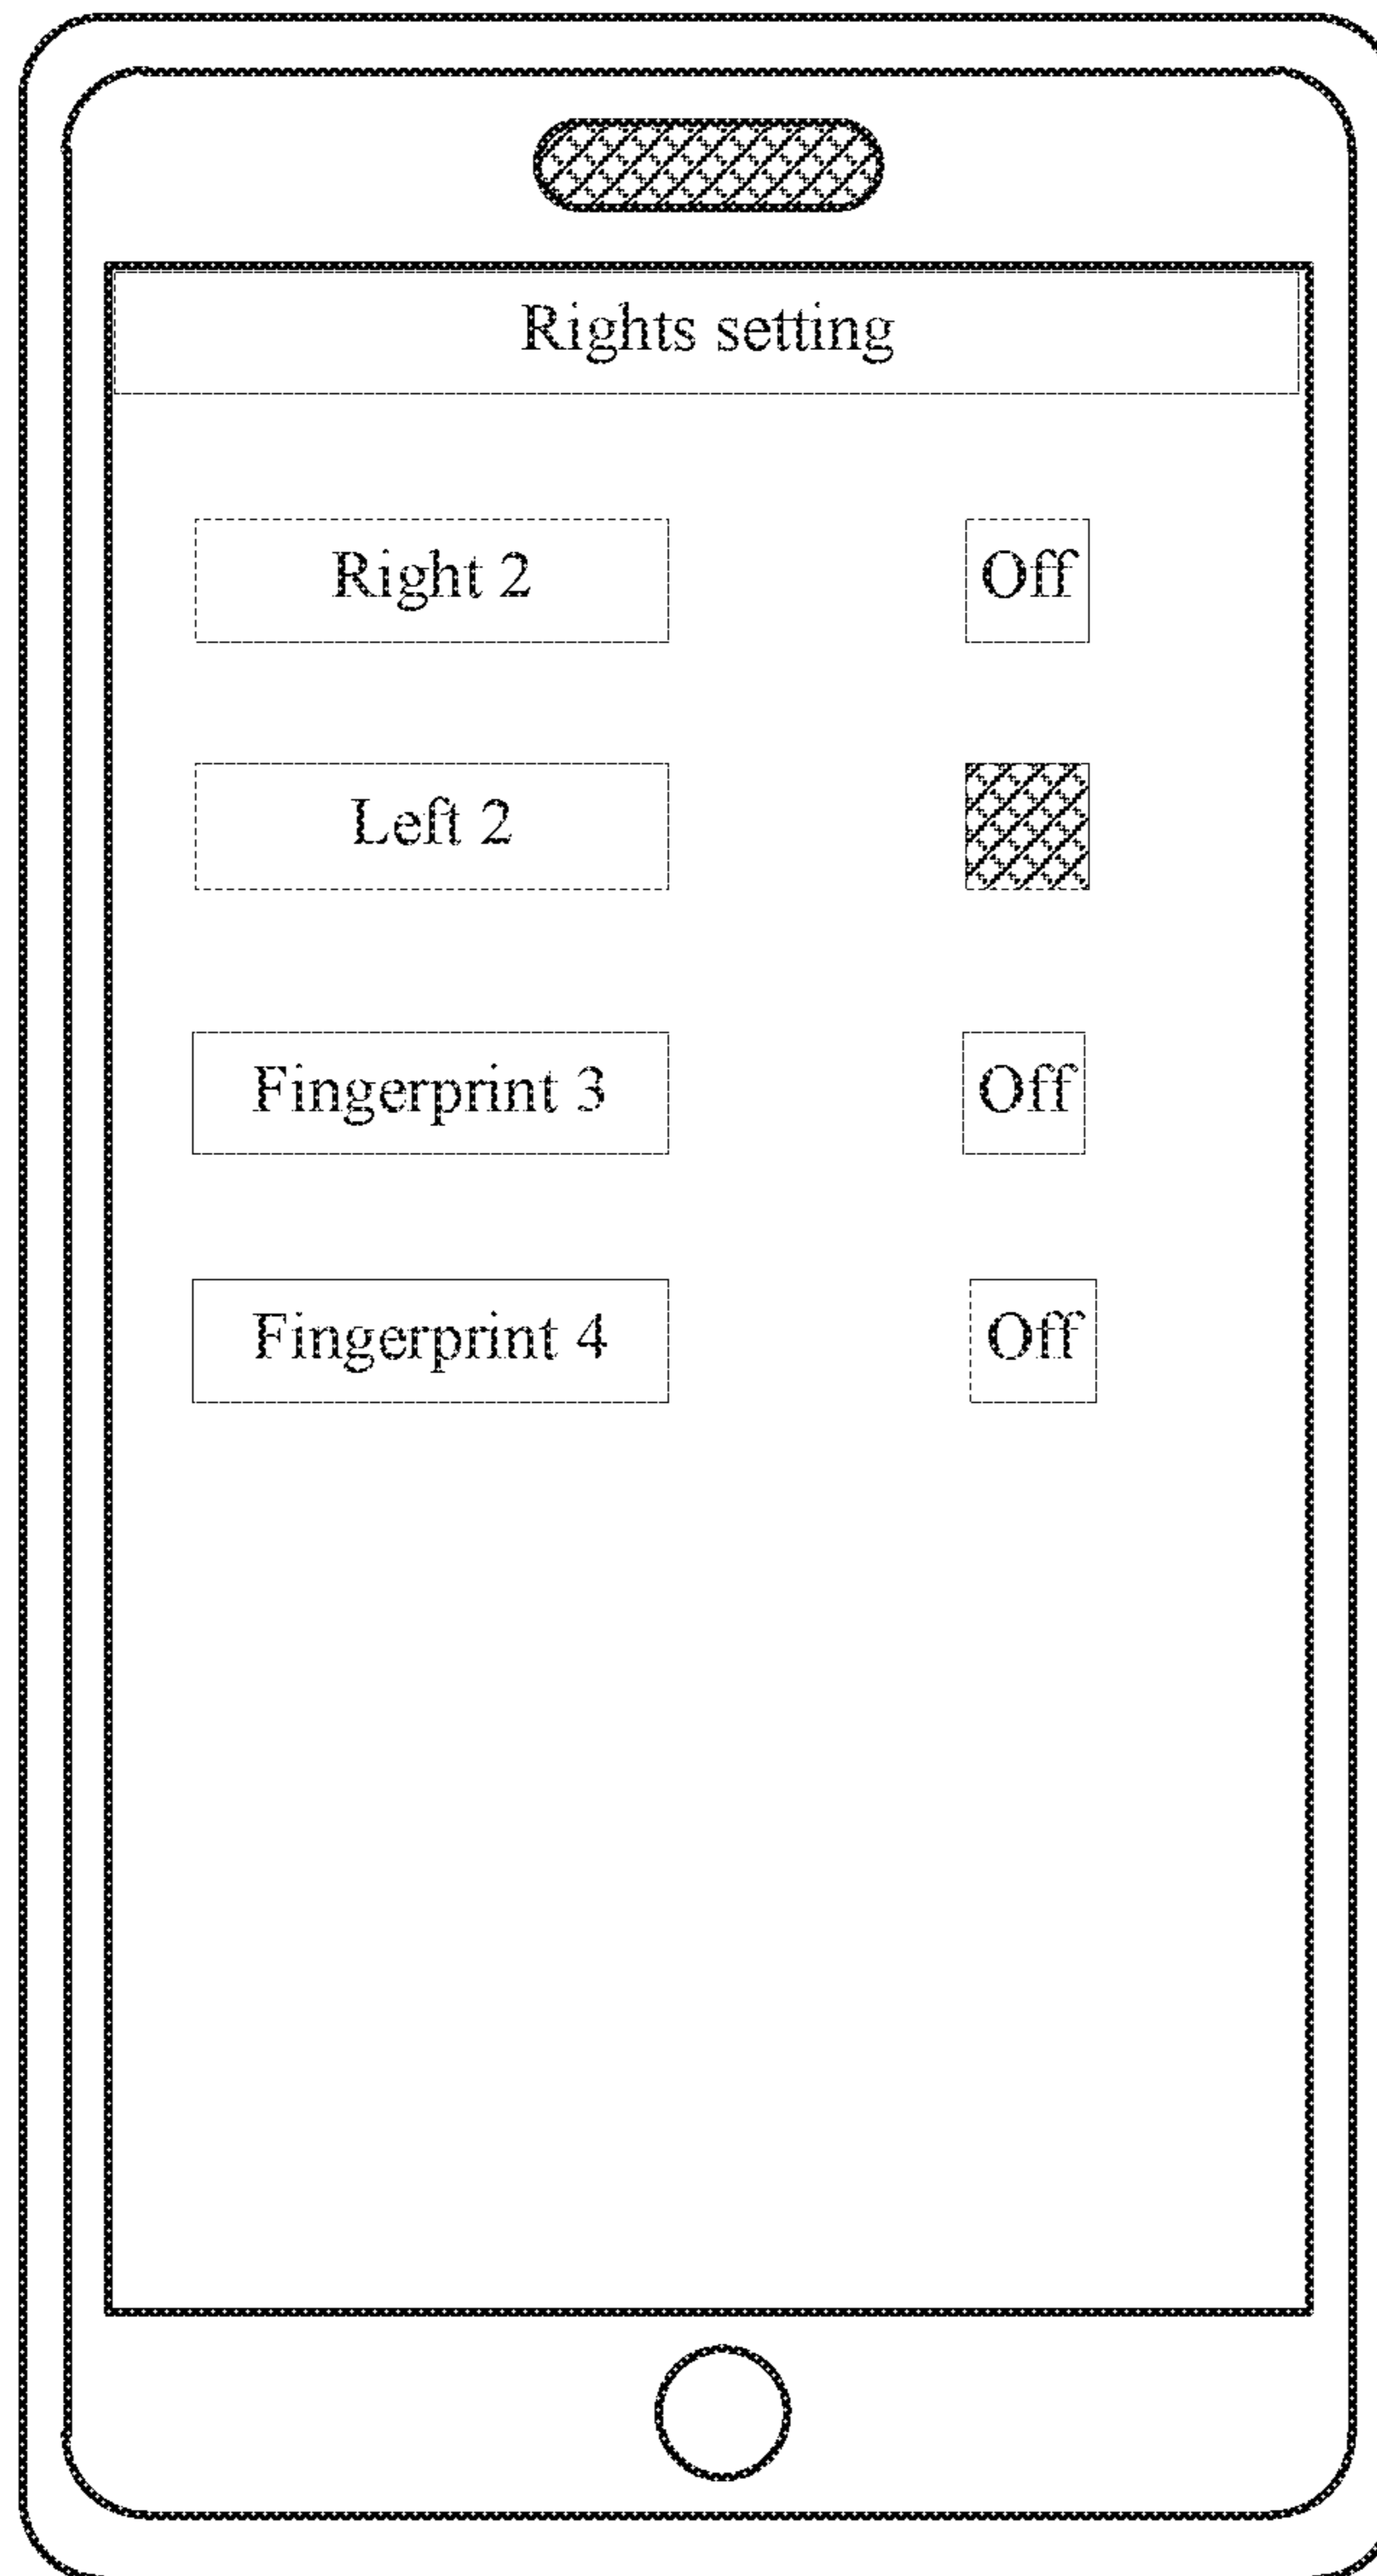 Rights setting
Right 2 Off
Left 2
Fingerprint 3 Off
Fingerprint 4 Off